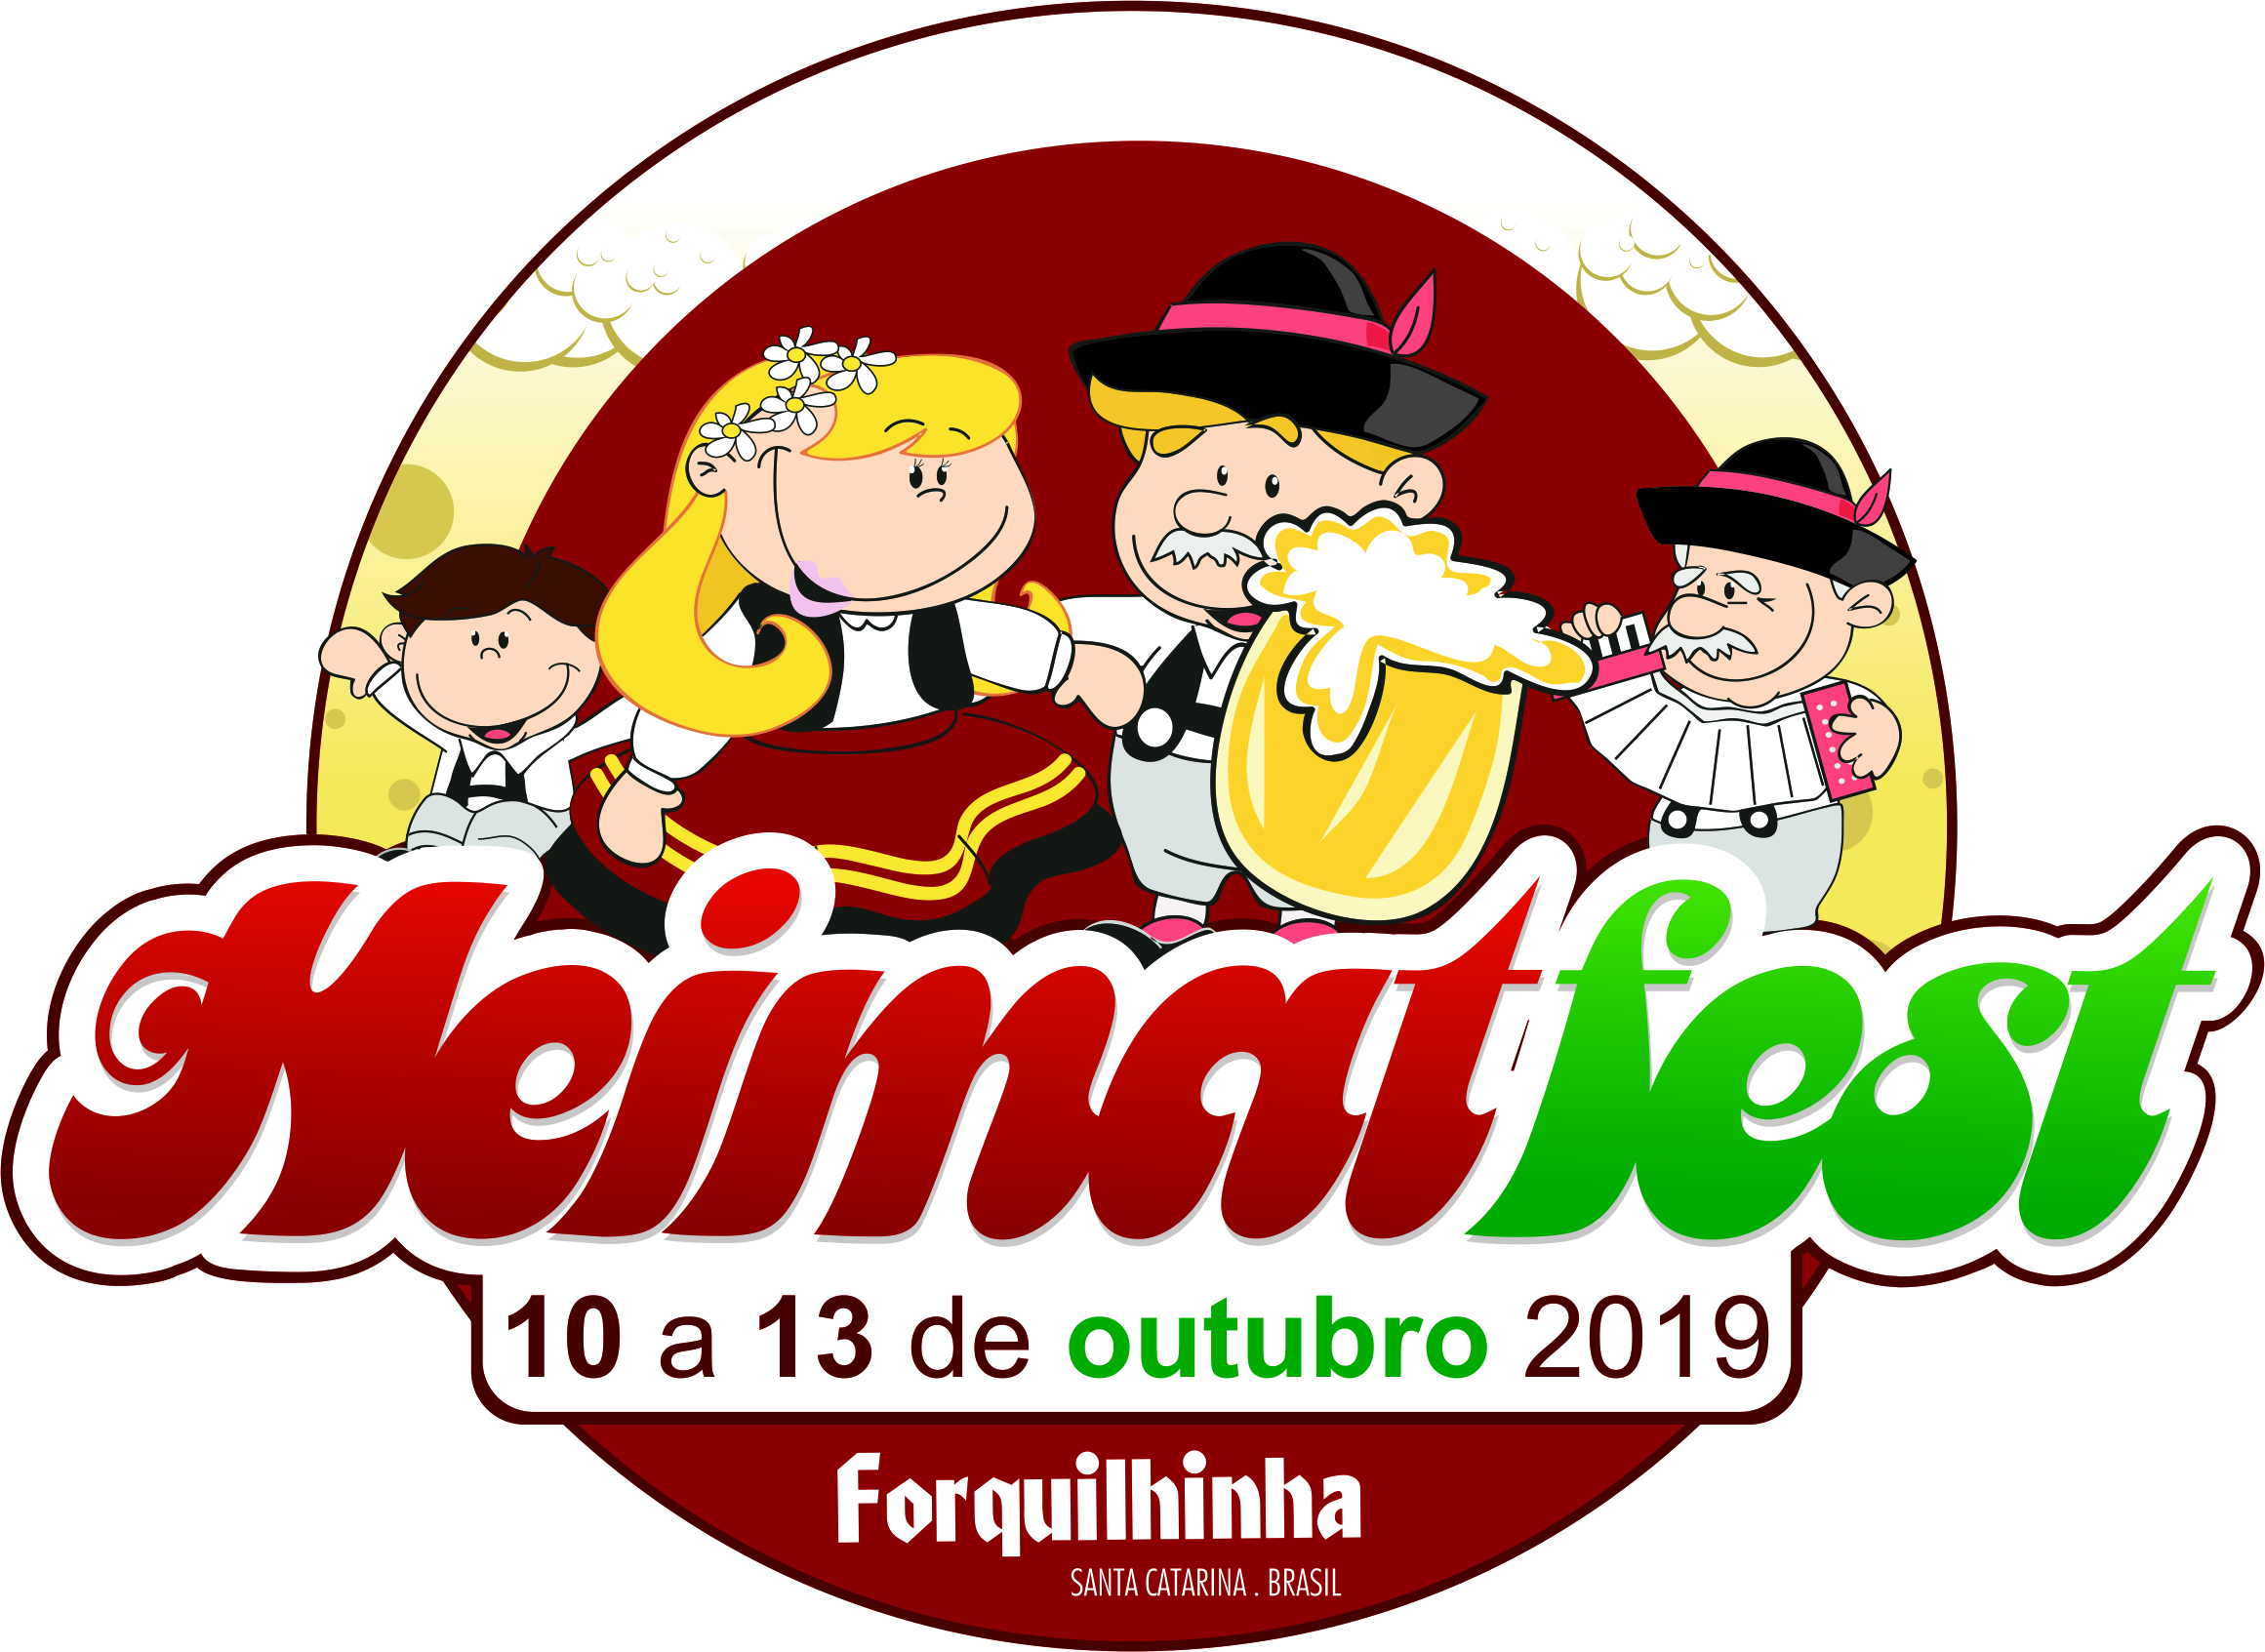 Heimatfest
10 a 13 de outubro 2019
Forquilhinha
SANTA CATARINA . BRASIL